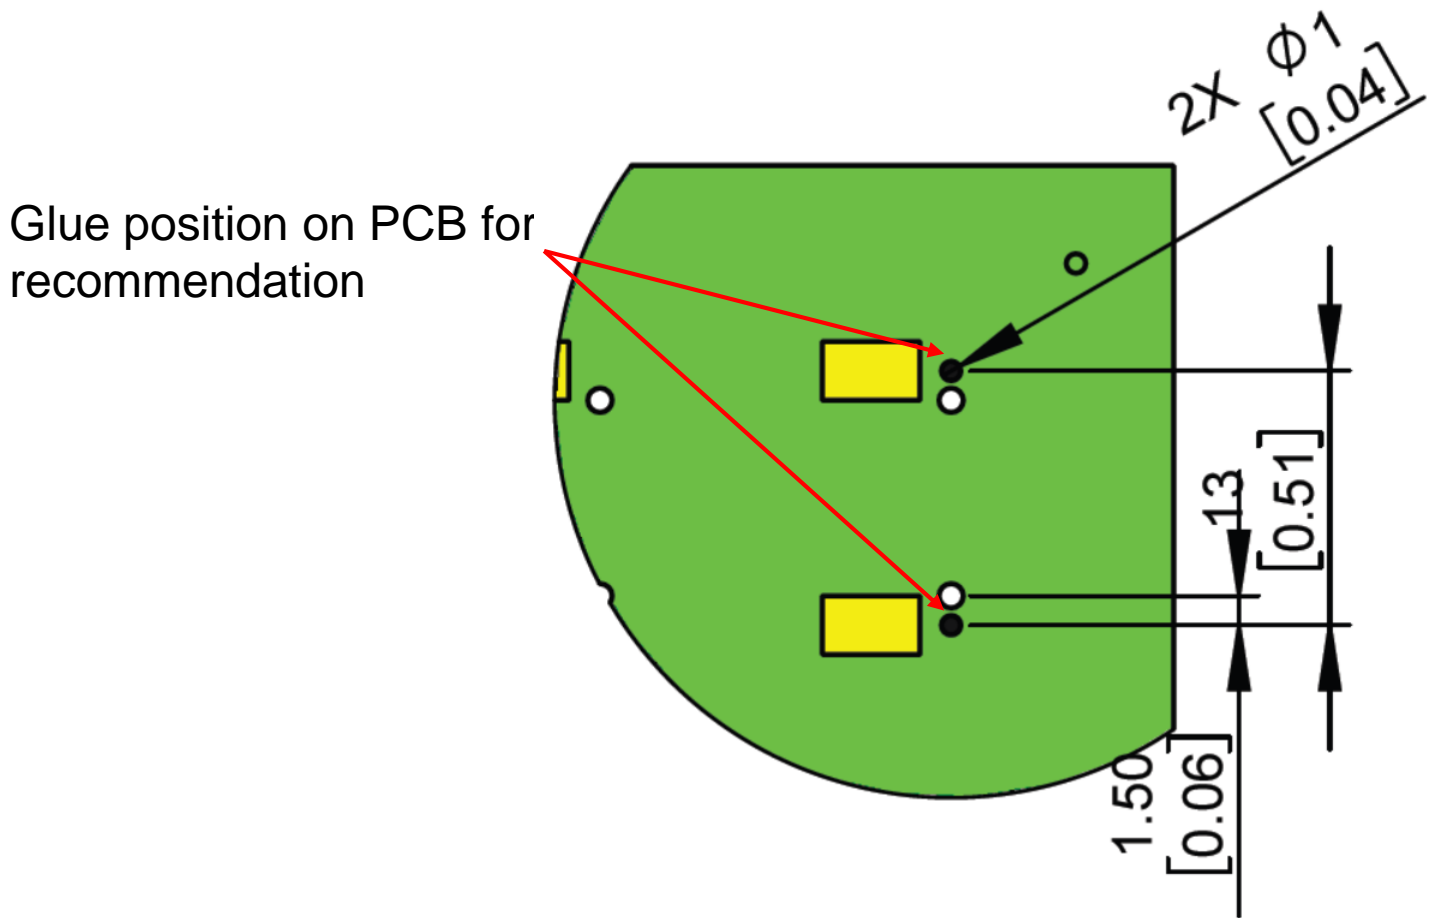 2X Φ1
[0.04]
Glue position on PCB for
recommendation
13
[0.51]
1.50
[0.06]